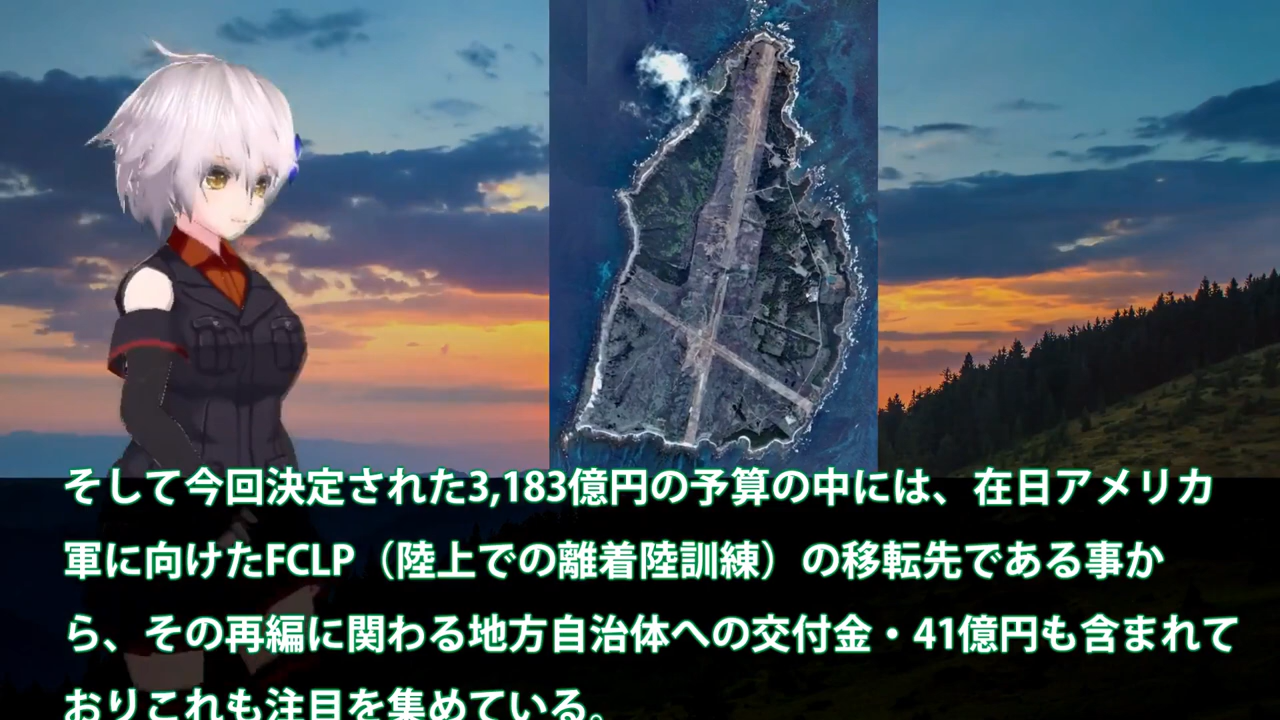 そして今回決定された3,183億円の予算の中には、在日アメリカ
軍に向けたFCLP（陸上での離着陸訓練）の移転先である事か
ら、その再編に関わる地方自治体への交付金・41億円も含まれて
おりこれも注目を集めている。